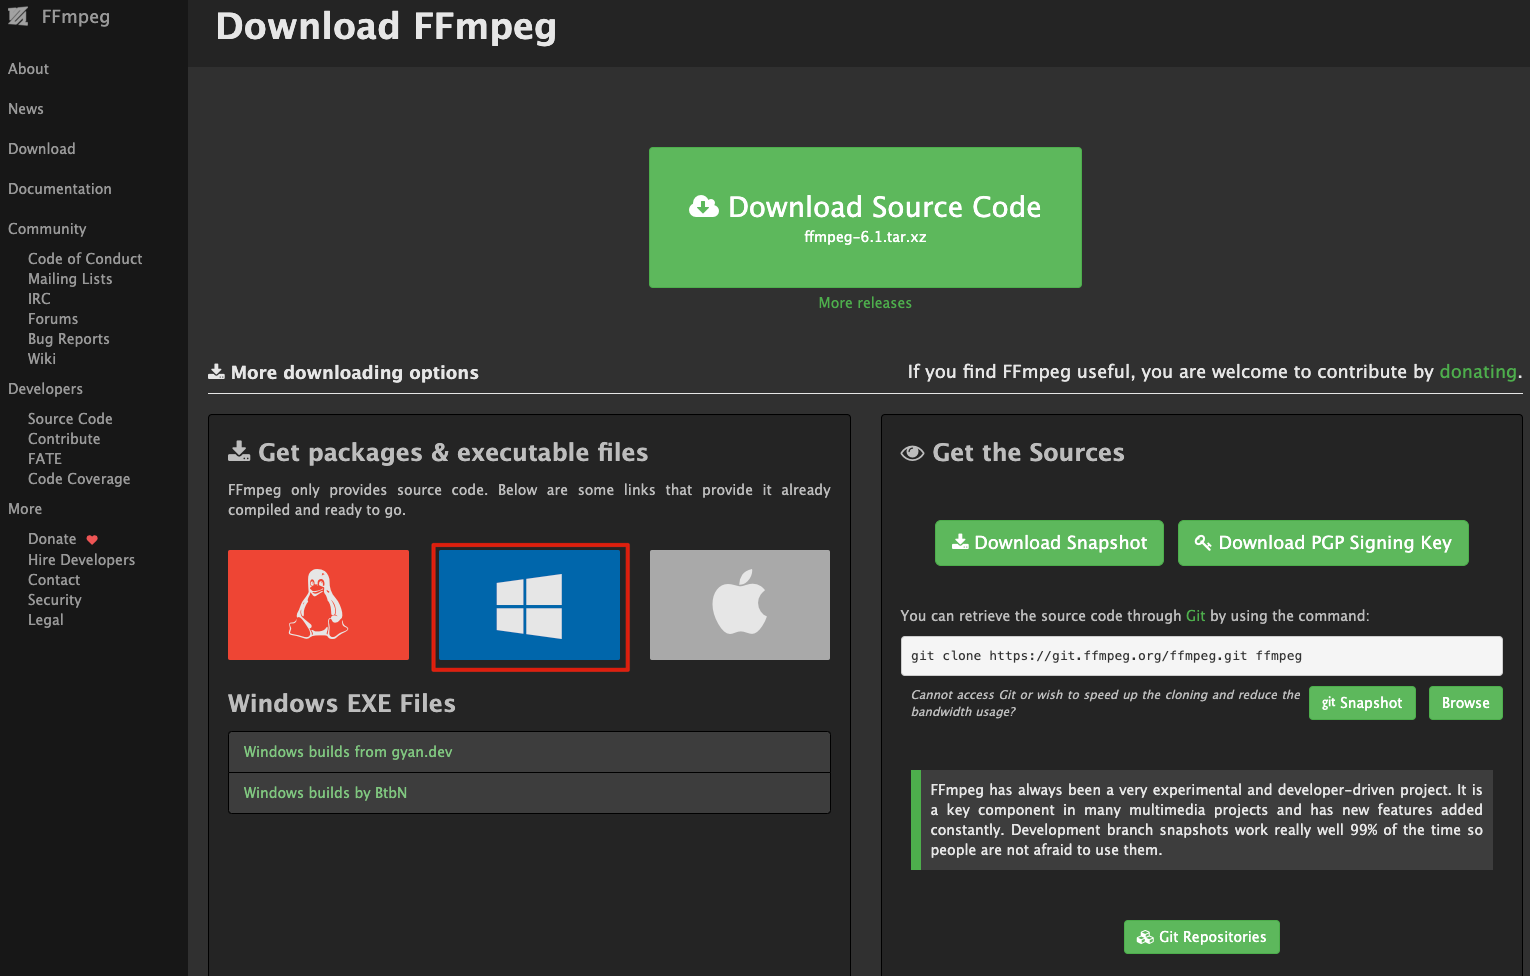 FFmpeg
About
News
Download
Documentation
Community
Code of Conduct
Mailing Lists
IRC
Forums
Bug Reports
Wiki
Developers
Source Code
Contribute
FATE
Code Coverage
More
Donate
Hire Developers
Contact
Security
Legal
Download FFmpeg
Download Source Code
ffmpeg-6.1.tar.xz
More releases
More downloading options
If you find FFmpeg useful, you are welcome to contribute by donating.
Get packages & executable files
FFmpeg only provides source code. Below are some links that provide it already
compiled and ready to go.
Windows EXE Files
Windows builds from gyan.dev
Windows builds by BtbN
Get the Sources
Download Snapshot
Download PGP Signing Key
You can retrieve the source code through Git by using the command:
git clone https://git.ffmpeg.org/ffmpeg.git ffmpeg
Cannot access Git or wish to speed up the cloning and reduce the
bandwidth usage?
git Snapshot
Browse
FFmpeg has always been a very experimental and developer-driven project. It is
a key component in many multimedia projects and has new features added
constantly. Development branch snapshots work really well 99% of the time so
people are not afraid to use them.
Git Repositories